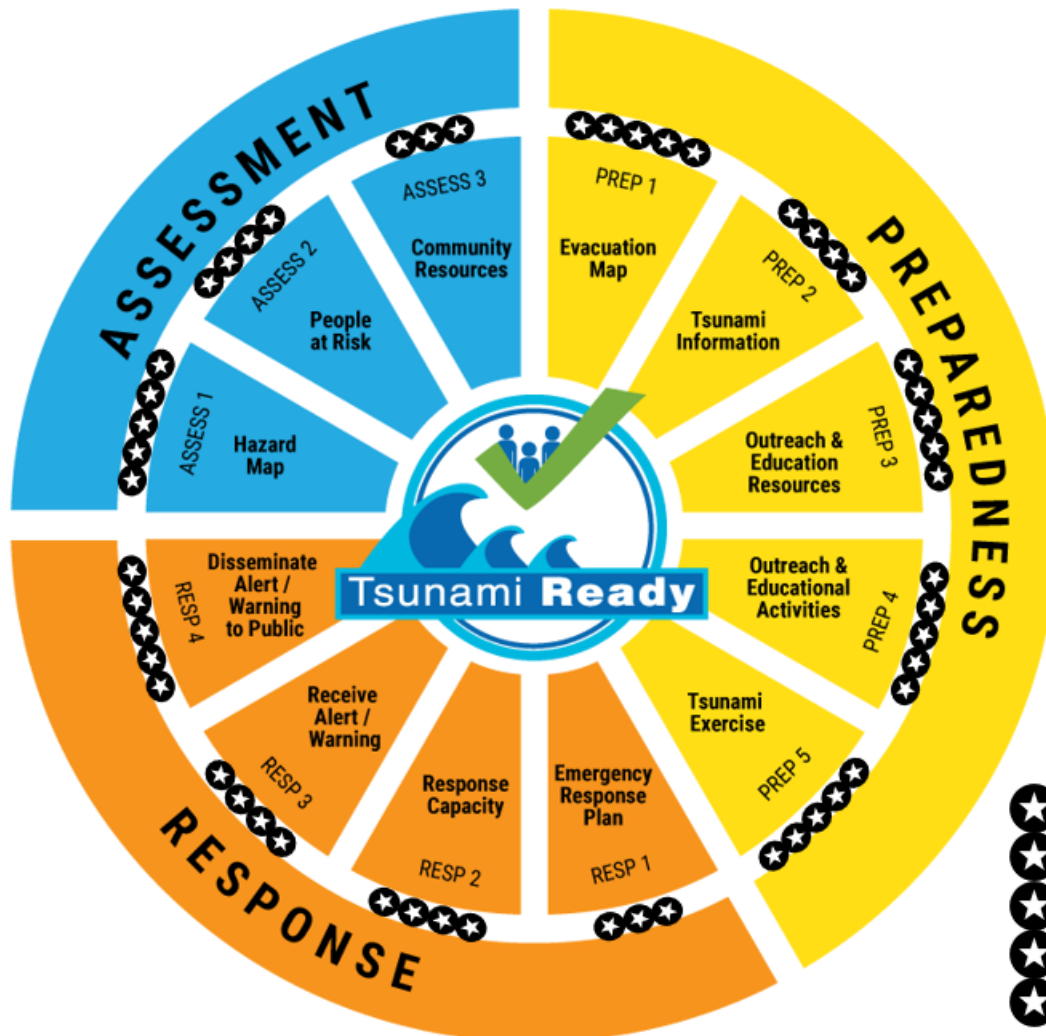 ASSESSMENT
ASSESS 1
Hazard
Map
ASSESS 2
People
at Risk
ASSESS 3
Community
Resources
PREPAREDNESS
PREP 1
Evacuation
Map
PREP 2
Tsunami
Information
PREP 3
Outreach &
Education
Resources
PREP 4
Outreach &
Educational
Activities
PREP 5
Tsunami
Exercise
RESPONSE
RESP 1
Emergency
Response
Plan
RESP 2
Response
Capacity
RESP 3
Receive
Alert /
Warning
RESP 4
Disseminate
Alert /
Warning
to Public
Tsunami Ready